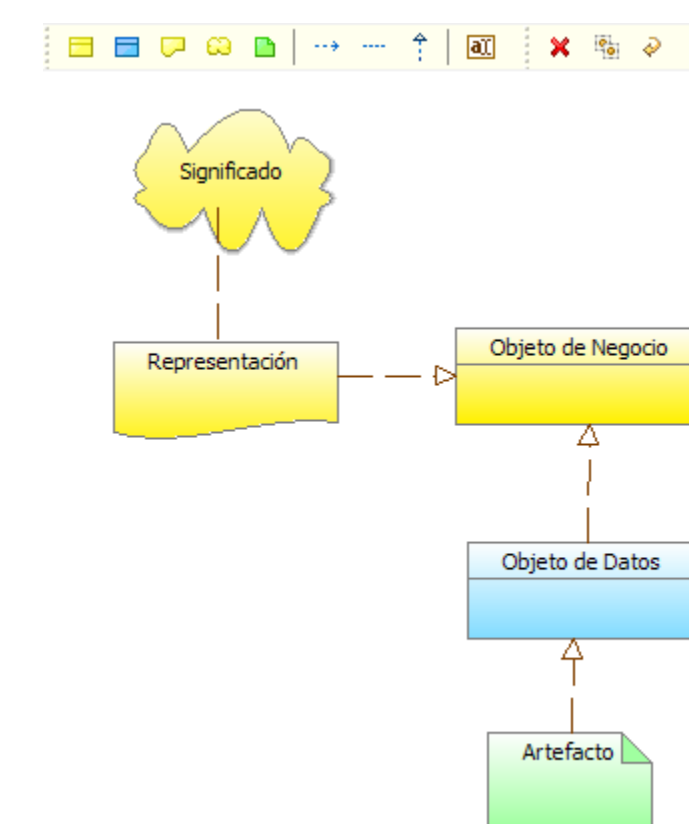 a
Significado
Representación
Objeto de Negocio
Objeto de Datos
Artefacto